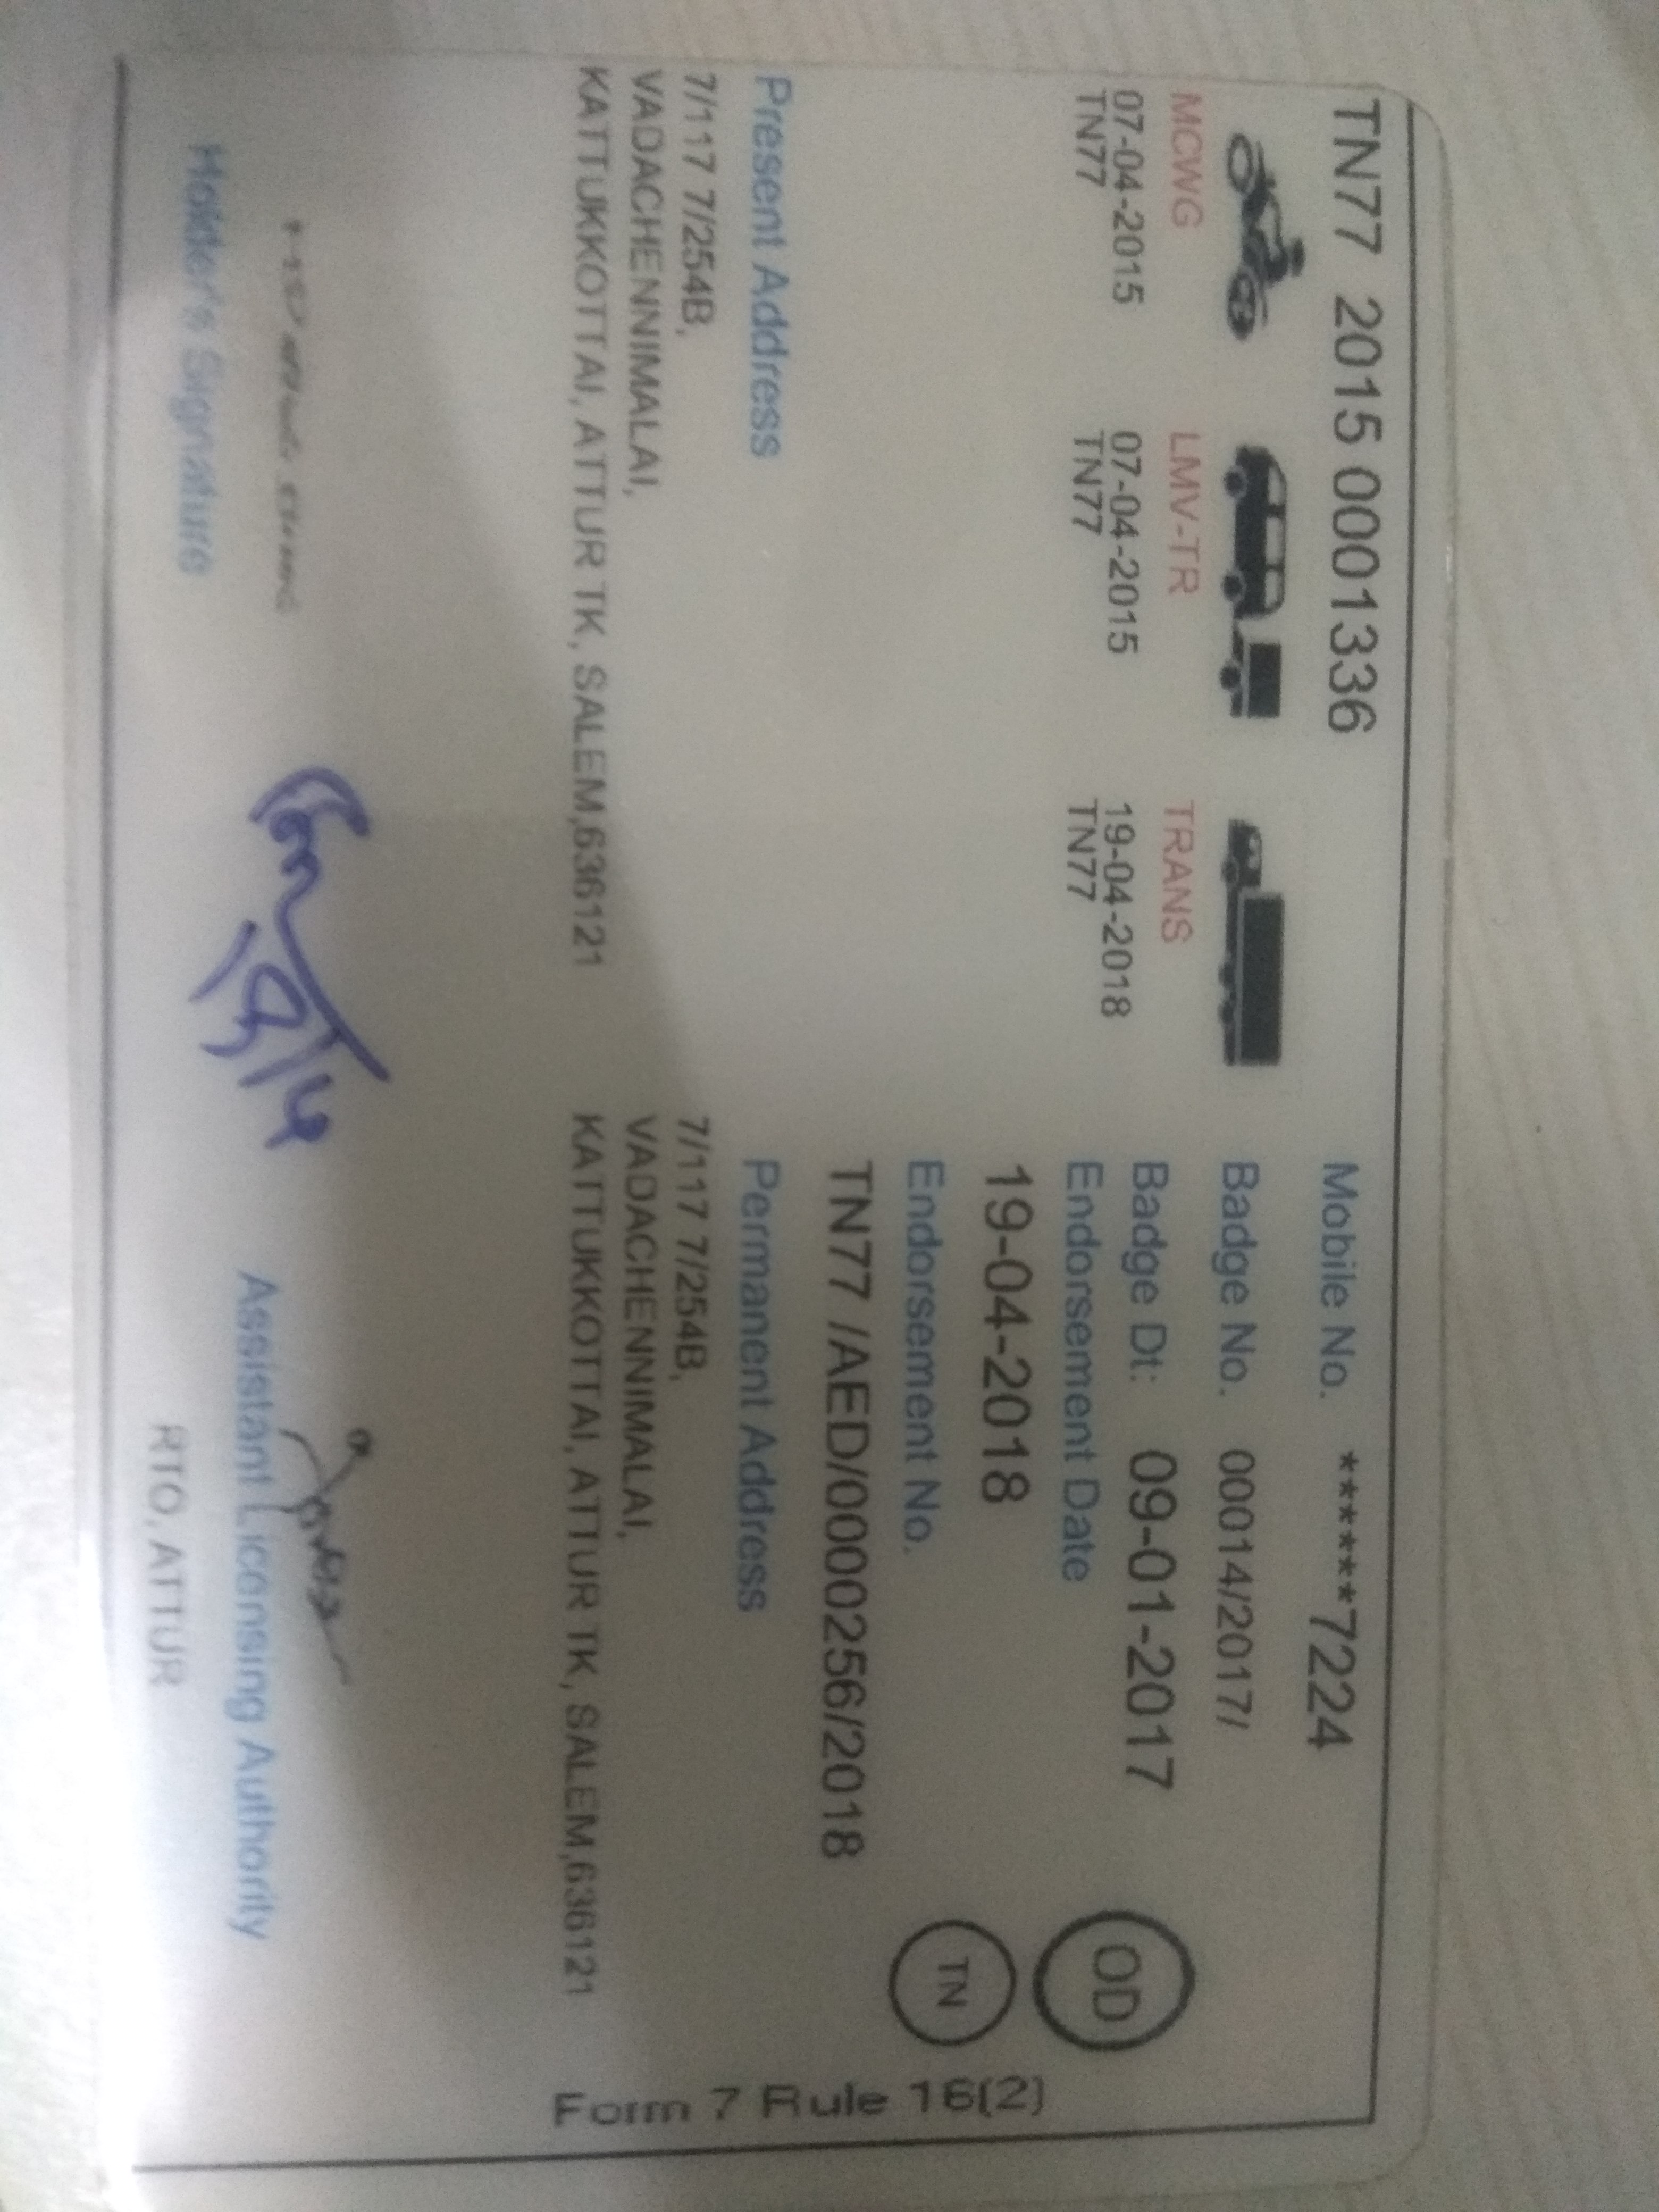 TN77 2015 0001336
MCWG
07-04-2015
TN77
LMV-TR
07-04-2015
TN77
TRANS
19-04-2018
TN77
Mobile No. ******7224
Badge No. 00014/2017/
Badge Dt: 09-01-2017
Endorsement Date
19-04-2018
Endorsement No.
TN77 /AED/0000256/2018
OD
TN
Present Address
7/117 7/254B,
VADACHENNIMALAI,
KATTUKKOTTAI, ATTUR TK, SALEM,636121
Permanent Address
7/117 7/254B,
VADACHENNIMALAI,
KATTUKKOTTAI, ATTUR TK, SALEM,636121
Holder's Signature
19/4
Assistant Licensing Authority
RTO, ATTUR
Form 7 Rule 16(2)